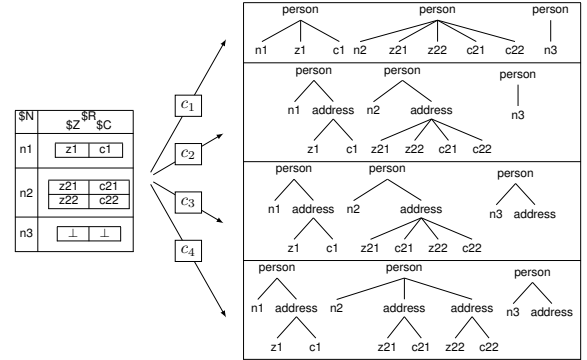 $N $R
$Z $C
n1 z1 c1
n2 z21 c21
z22 c22
n3 ⊥ ⊥
c1
c2
c3
c4
person person person
n1 z1 c1 n2 z21 z22 c21 c22 n3
person person person
n1 address n2 address n3
z1 c1 z21 z22 c21 c22
person person person
n1 address n2 address n3 address
z1 c1 z21 c21 z22 c22
person person person
n1 address n2 address address n3 address
z1 c1 z21 c21 z22 c22